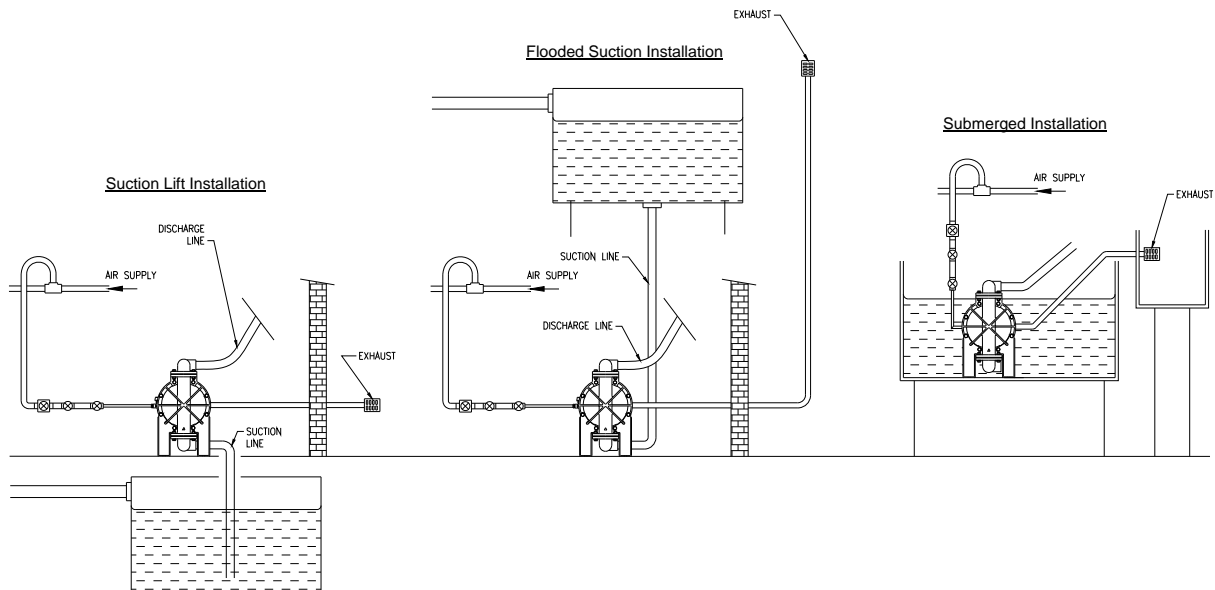 Suction Lift Installation
DISCHARGE
LINE
AIR SUPPLY
EXHAUST
SUCTION
LINE
Flooded Suction Installation
EXHAUST
SUCTION LINE
AIR SUPPLY
DISCHARGE LINE
Submerged Installation
AIR SUPPLY
EXHAUST